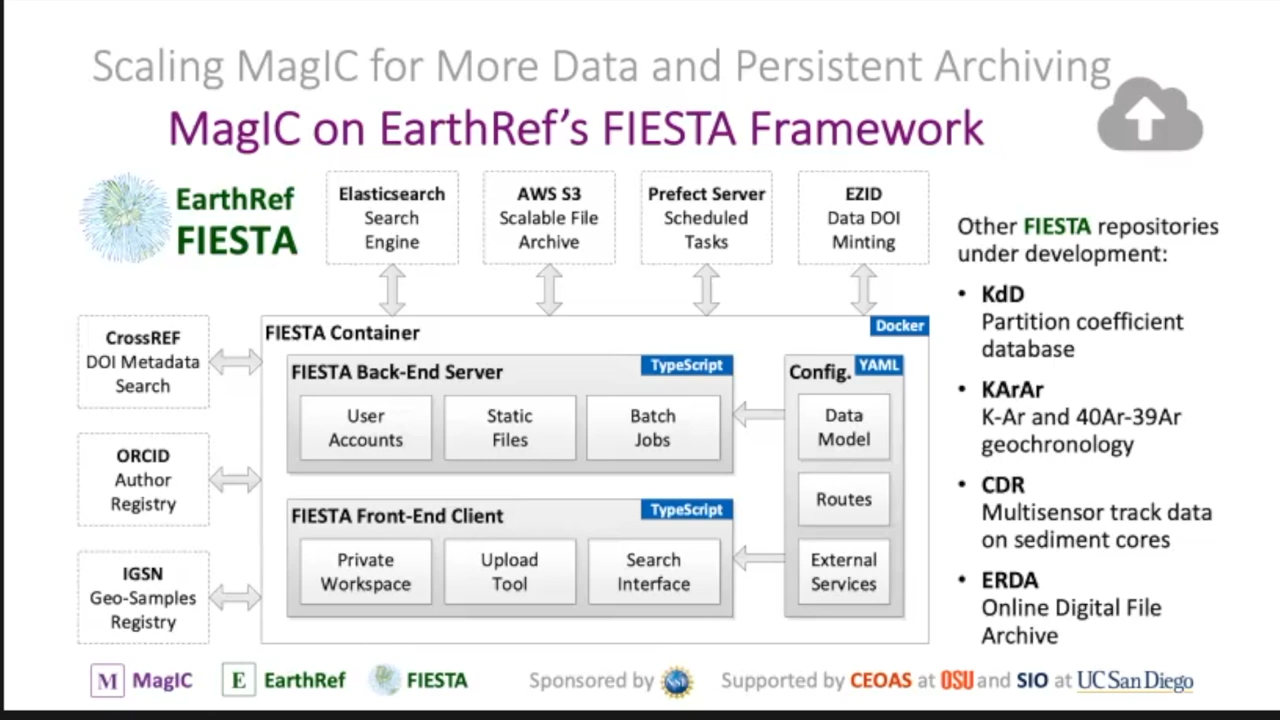 Scaling MagIC for More Data and Persistent Archiving
MagIC on EarthRef's FIESTA Framework
EarthRef
FIESTA
Elasticsearch
Search
Engine
AWS S3
Scalable File
Archive
Prefect Server
Scheduled
Tasks
EZID
Data DOI
Minting
CrossREF
DOI Metadata
Search
ORCID
Author
Registry
IGSN
Geo-Samples
Registry
FIESTA Container
Docker
FIESTA Back-End Server
TypeScript
User
Accounts
Static
Files
Batch
Jobs
FIESTA Front-End Client
TypeScript
Private
Workspace
Upload
Tool
Search
Interface
Config.
YAML
Data
Model
Routes
External
Services
Other FIESTA repositories
under development:
• KdD
Partition coefficient
database
• KArAr
K-Ar and 40Ar-39Ar
geochronology
• CDR
Multisensor track data
on sediment cores
• ERDA
Online Digital File
Archive
M MagIC
E EarthRef
FIESTA
Sponsored by NSF
Supported by CEOAS at OSU and SIO at UC San Diego